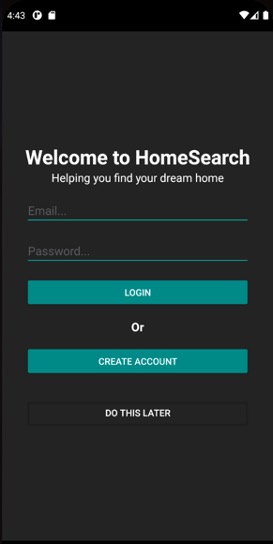 4:43
Welcome to HomeSearch
Helping you find your dream home
Email...
Password...
LOGIN
Or
CREATE ACCOUNT
DO THIS LATER